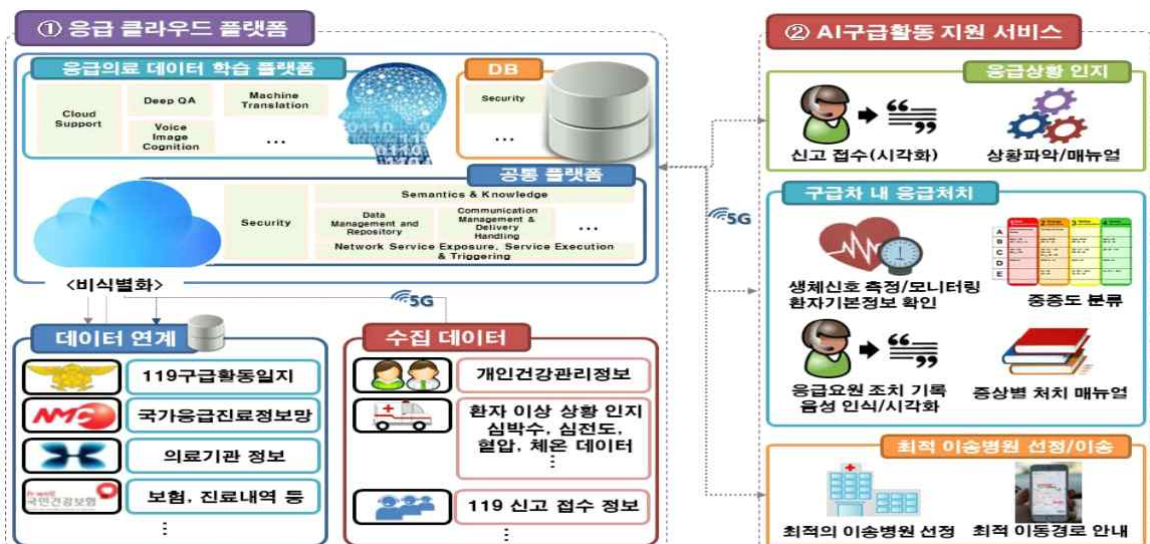 ① 응급 클라우드 플랫폼
응급의료 데이터 학습 플랫폼
Cloud
Support
Deep QA
Machine
Translation
Voice
Image
Cognition
...
DB
Security
...
공통 플랫폼
Security
Semantics & Knowledge
Data
Management and
Repository
Communication
Management &
Delivery
Handling
...
Network Service Exposure, Service Execution
& Triggering
<비식별화>
5G
데이터 연계
119구급활동일지
NMC
국가응급진료정보망
의료기관 정보
h-well
국민건강보험
보험, 진료내역 등
⋮
수집 데이터
개인건강관리정보
환자 이상 상황 인지
심박수, 심전도,
혈압, 체온 데이터
⋮
119 신고 접수 정보
⋮
5G
② AI구급활동 지원 서비스
응급상황 인지
신고 접수(시각화)
상황파악/매뉴얼
구급차 내 응급처치
생체신호 측정/모니터링
환자기본정보 확인
1 2 3 4
A
B
C
D
E
중증도 분류
응급요원 조치 기록
음성 인식/시각화
증상별 처치 매뉴얼
최적 이송병원 선정/이송
최적의 이송병원 선정
최적 이동경로 안내